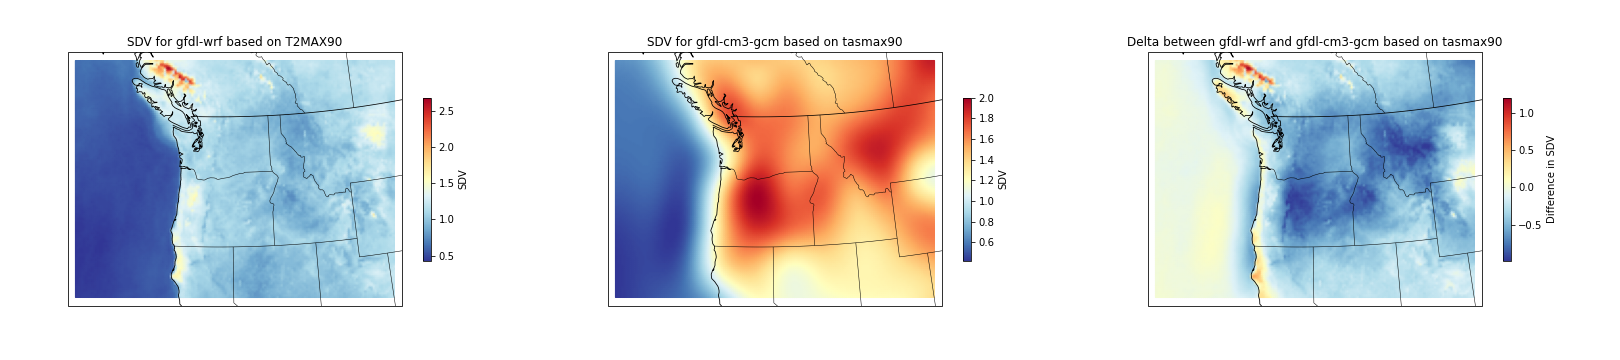 SDV for gfdl-wrf based on T2MAX90
2.5
2.0
1.5
1.0
0.5
SDV
SDV for gfdl-cm3-gcm based on tasmax90
2.0
1.8
1.6
1.4
1.2
1.0
0.8
0.6
SDV
Delta between gfdl-wrf and gfdl-cm3-gcm based on tasmax90
1.0
0.5
0.0
−0.5
Difference in SDV